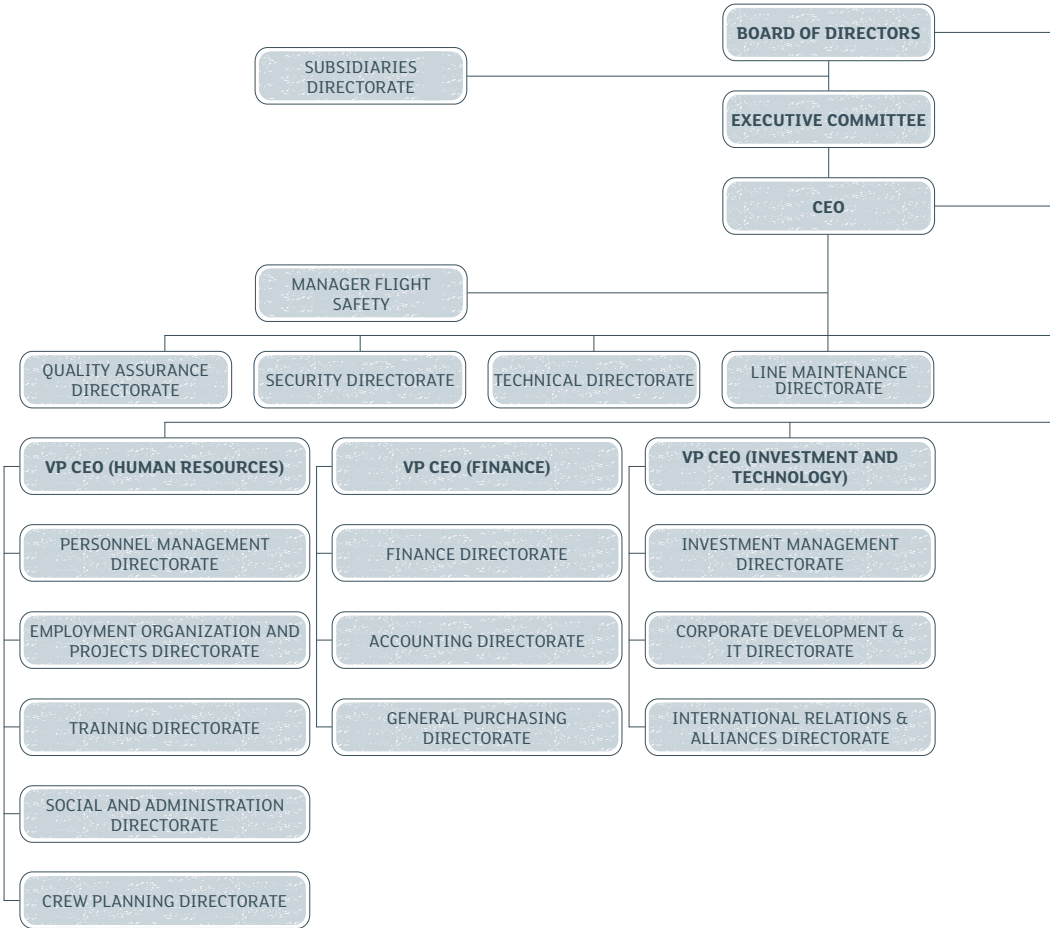 BOARD OF DIRECTORS
SUBSIDIARIES
DIRECTORATE
EXECUTIVE COMMITTEE
CEO
MANAGER FLIGHT
SAFETY
QUALITY ASSURANCE
DIRECTORATE
SECURITY DIRECTORATE
TECHNICAL DIRECTORATE
LINE MAINTENANCE
DIRECTORATE
VP CEO (HUMAN RESOURCES)
VP CEO (FINANCE)
VP CEO (INVESTMENT AND
TECHNOLOGY)
PERSONNEL MANAGEMENT
DIRECTORATE
FINANCE DIRECTORATE
INVESTMENT MANAGEMENT
DIRECTORATE
EMPLOYMENT ORGANIZATION AND
PROJECTS DIRECTORATE
ACCOUNTING DIRECTORATE
CORPORATE DEVELOPMENT &
IT DIRECTORATE
TRAINING DIRECTORATE
GENERAL PURCHASING
DIRECTORATE
INTERNATIONAL RELATIONS &
ALLIANCES DIRECTORATE
SOCIAL AND ADMINISTRATION
DIRECTORATE
CREW PLANNING DIRECTORATE